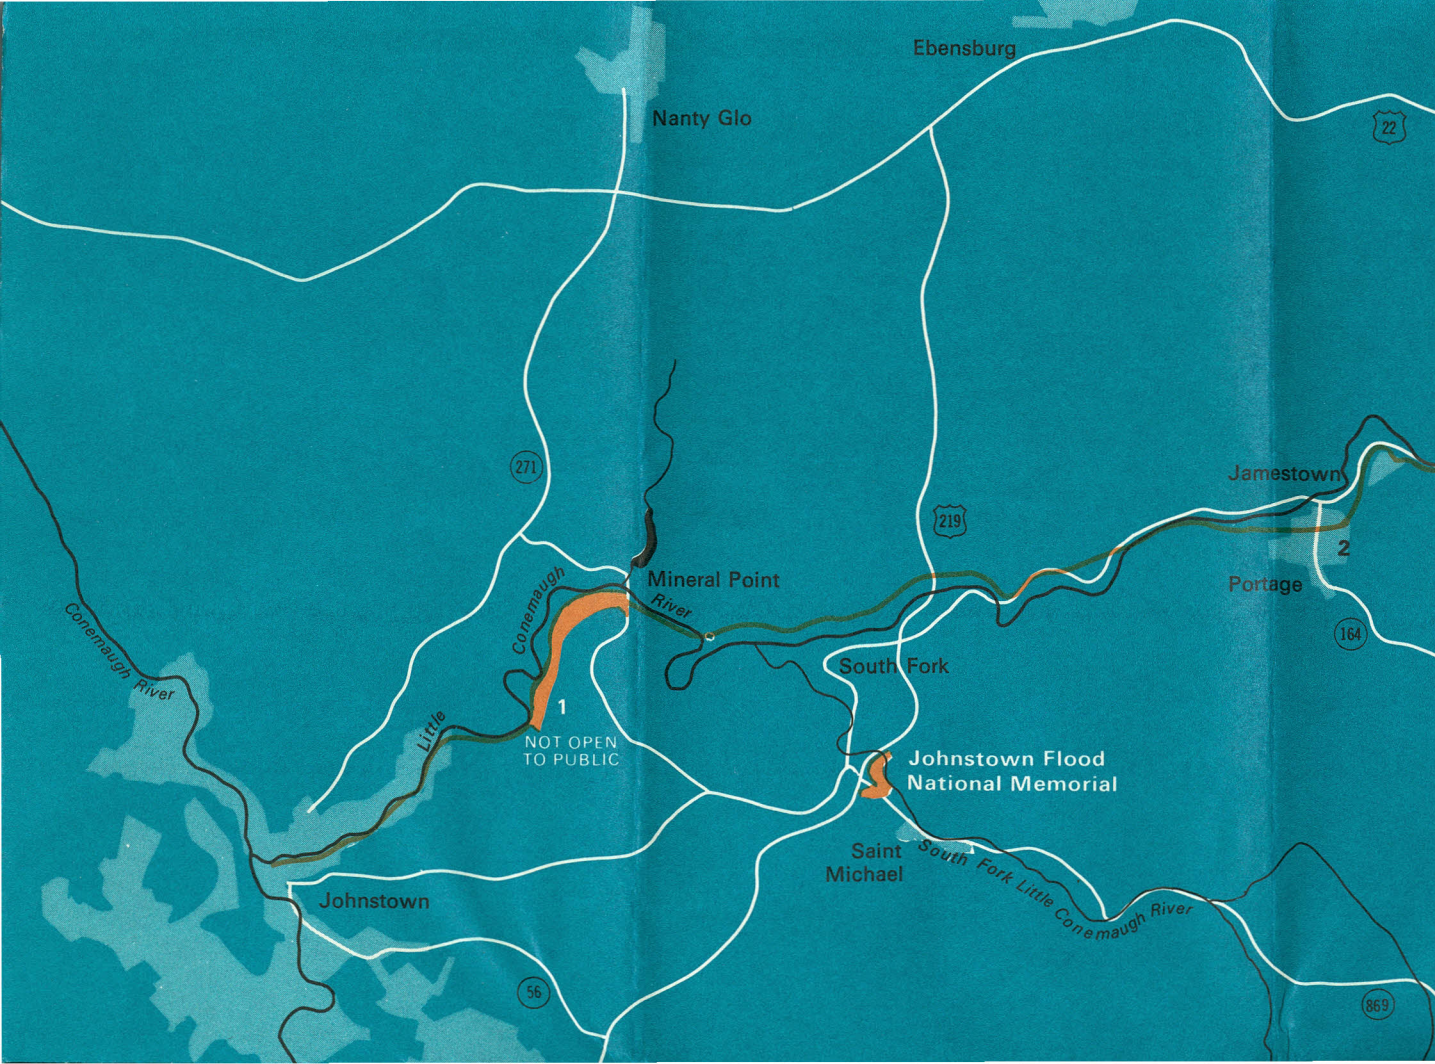 Ebensburg
Nanty Glo
22
271
Jamestown
219
2
Mineral Point
Portage
River
Conemaugh
164
Conemaugh River
South Fork
1
Little
NOT OPEN
TO PUBLIC
Johnstown Flood
National Memorial
Saint
Michael
South Fork Little Conemaugh River
Johnstown
56
869